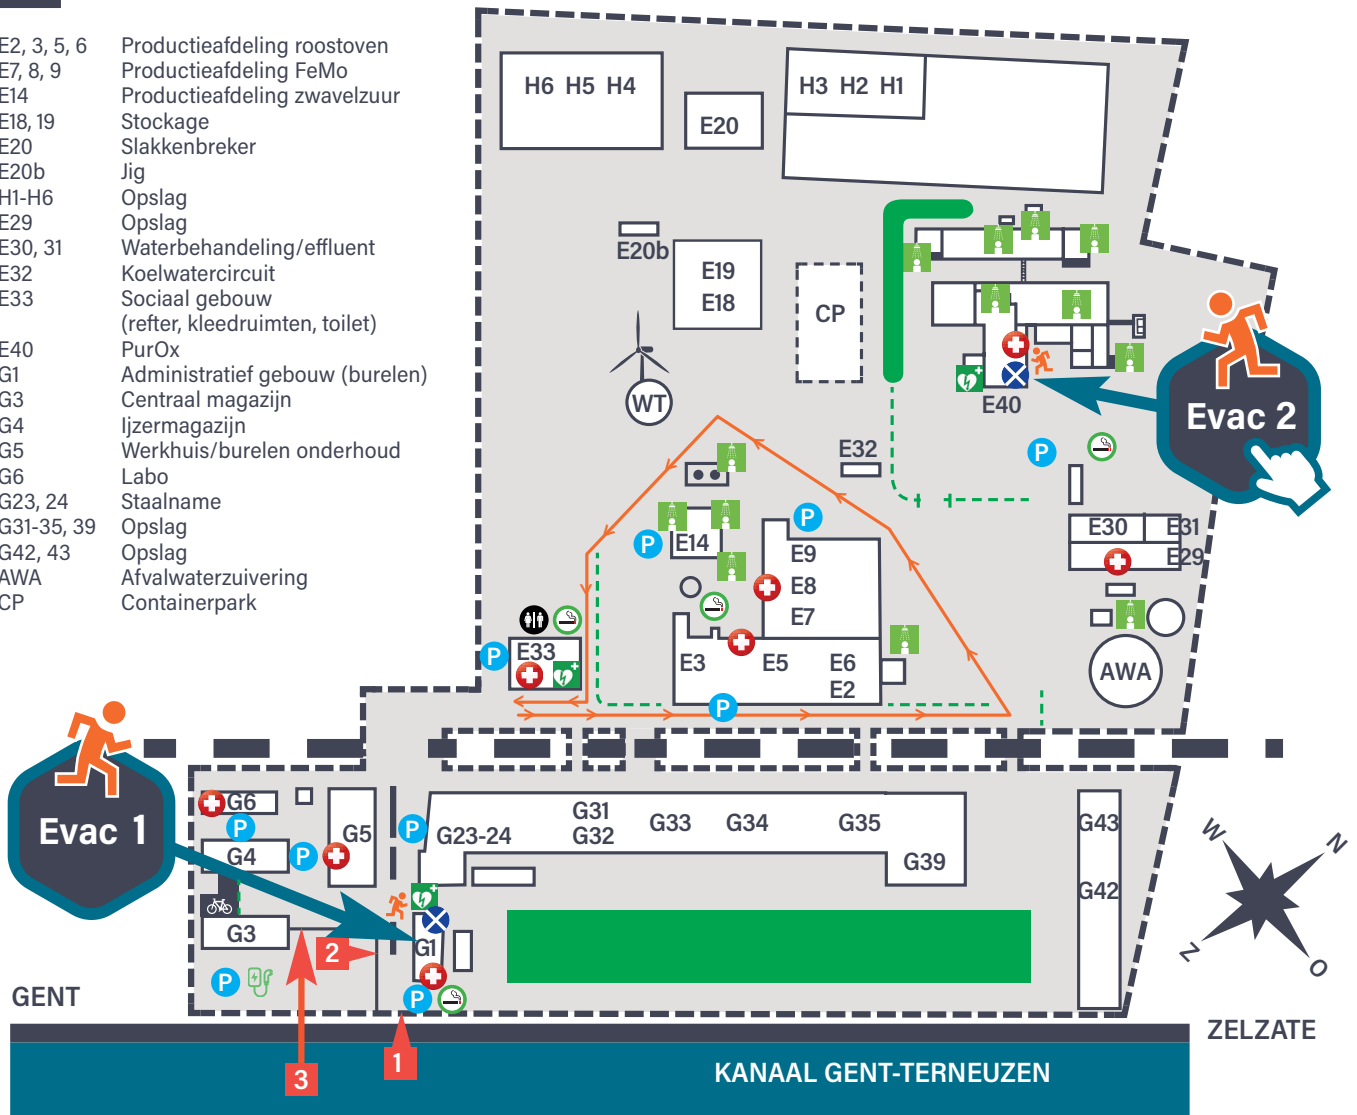 E2, 3, 5, 6 Productieafdeling roostoven
E7, 8, 9 Productieafdeling FeMo
E14 Productieafdeling zwavelzuur
E18, 19 Stockage
E20 Slakkenbreker
E20b Jig
H1-H6 Opslag
E29 Opslag
E30, 31 Waterbehandeling/effluent
E32 Koelwatercircuit
E33 Sociaal gebouw
(refter, kleedruimten, toilet)
E40 PurOx
G1 Administratief gebouw (burelen)
G3 Centraal magazijn
G4 Ijzermagazijn
G5 Werkhuis/burelen onderhoud
G6 Labo
G23, 24 Staalname
G31-35, 39 Opslag
G42, 43 Opslag
AWA Afvalwaterzuivering
CP Containerpark
H6 H5 H4
E20
H3 H2 H1
E20b
E19
E18
CP
WT
E40
Evac 2
E32
P
P
P
E14
E9
E8
E7
E30
E31
E29
P
E33
E3
E5
E6
E2
P
AWA
Evac 1
G6
P
G4
P
G5
P
G23-24
G31
G32
G33
G34
G35
G39
G43
G42
G3
G1
2
P
P
W
N
Z
O
GENT
ZELZATE
1
3
KANAAL GENT-TERNEUZEN